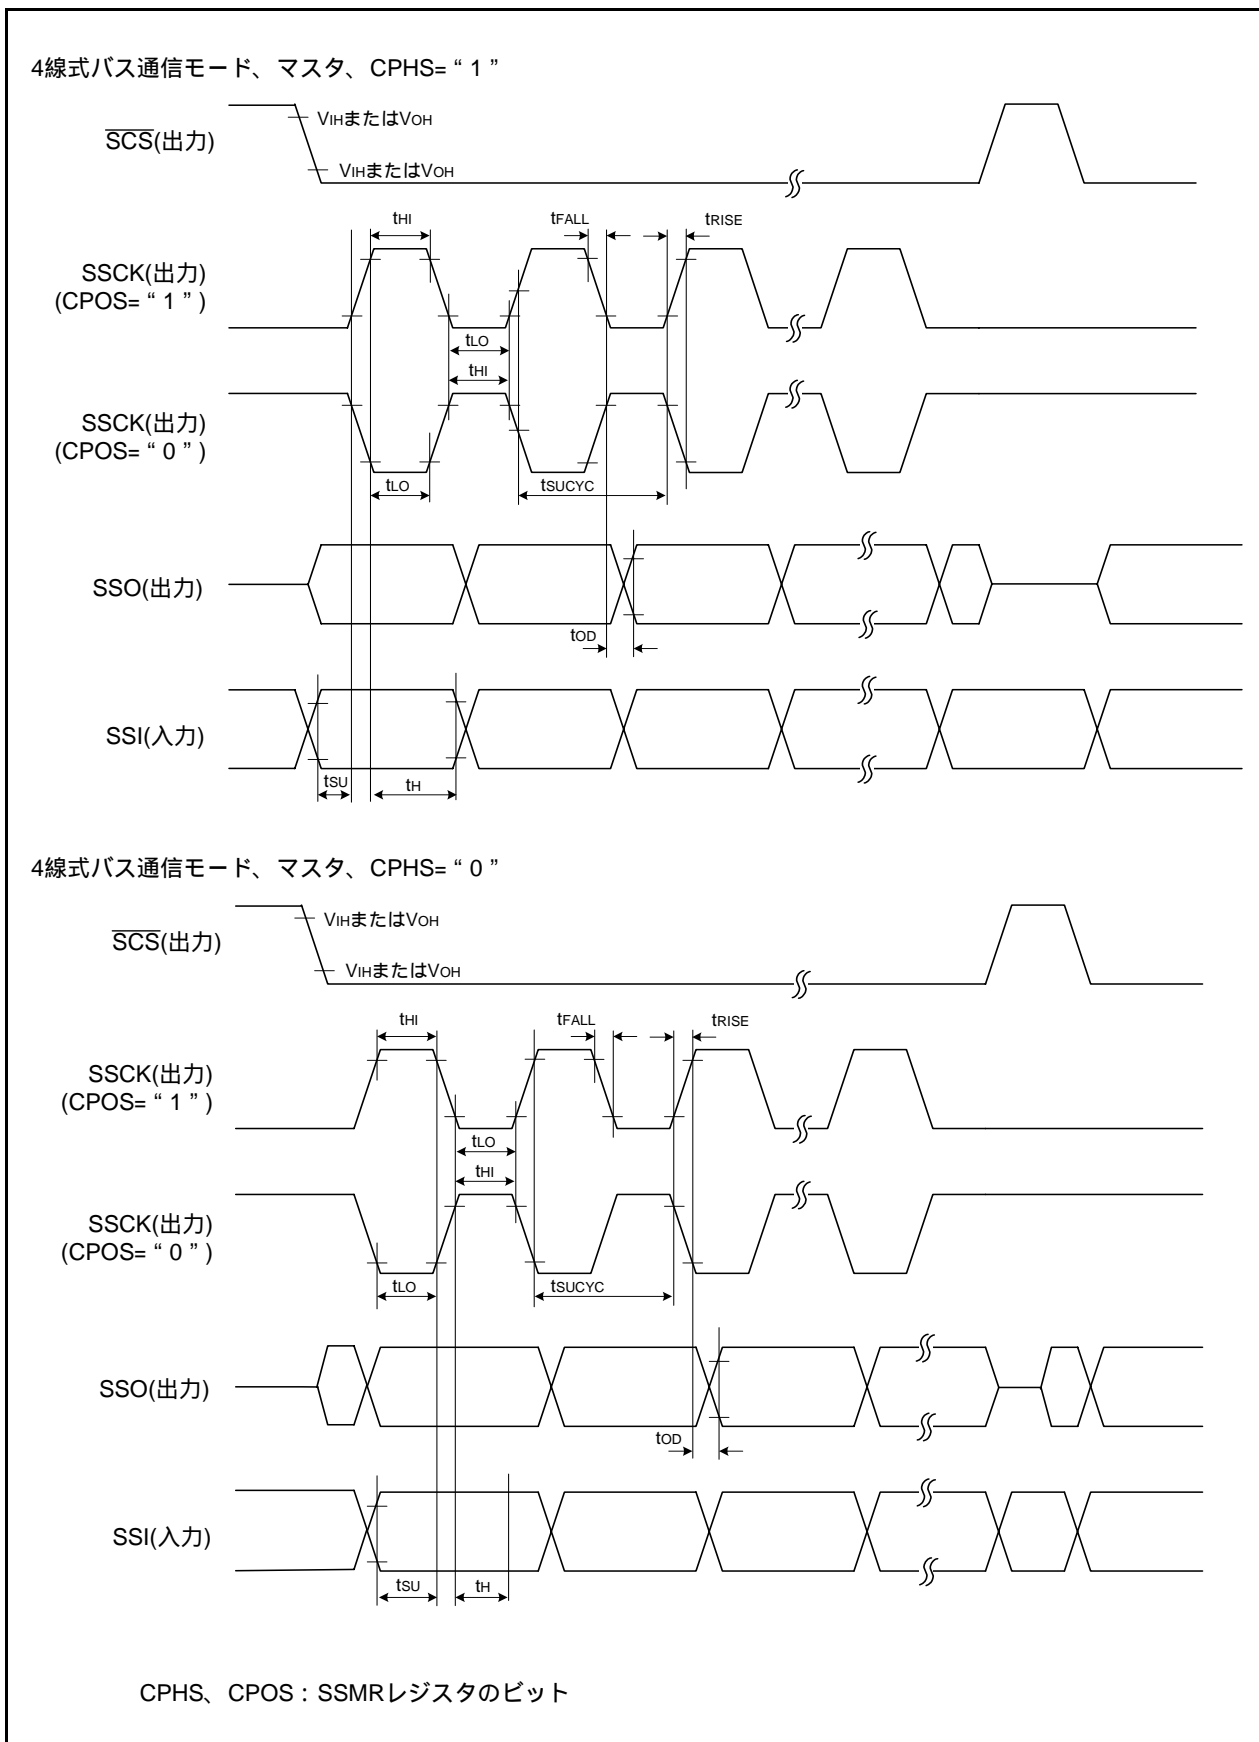 4線式バス通信モード、マスタ、CPHS=“1”
SCS(出力)
VIHまたはVOH
VIHまたはVOH
tHI
tFALL
tRISE
SSCK(出力)
(CPOS=“1”)
tLO
tHI
SSCK(出力)
(CPOS=“0”)
tLO
tSUCYC
SSO(出力)
tOD
SSI(入力)
tSU
tH
4線式バス通信モード、マスタ、CPHS=“0”
SCS(出力)
VIHまたはVOH
VIHまたはVOH
tHI
tFALL
tRISE
SSCK(出力)
(CPOS=“1”)
tLO
tHI
SSCK(出力)
(CPOS=“0”)
tLO
tSUCYC
SSO(出力)
tOD
SSI(入力)
tSU
tH
CPHS、CPOS:SSMRレジスタのビット